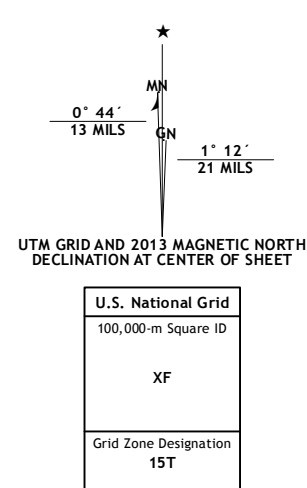 MN
0° 44´
13 MILS
GN
1° 12´
21 MILS
UTM GRID AND 2013 MAGNETIC NORTH
DECLINATION AT CENTER OF SHEET
U.S. National Grid
100,000-m Square ID
XF
Grid Zone Designation
15T